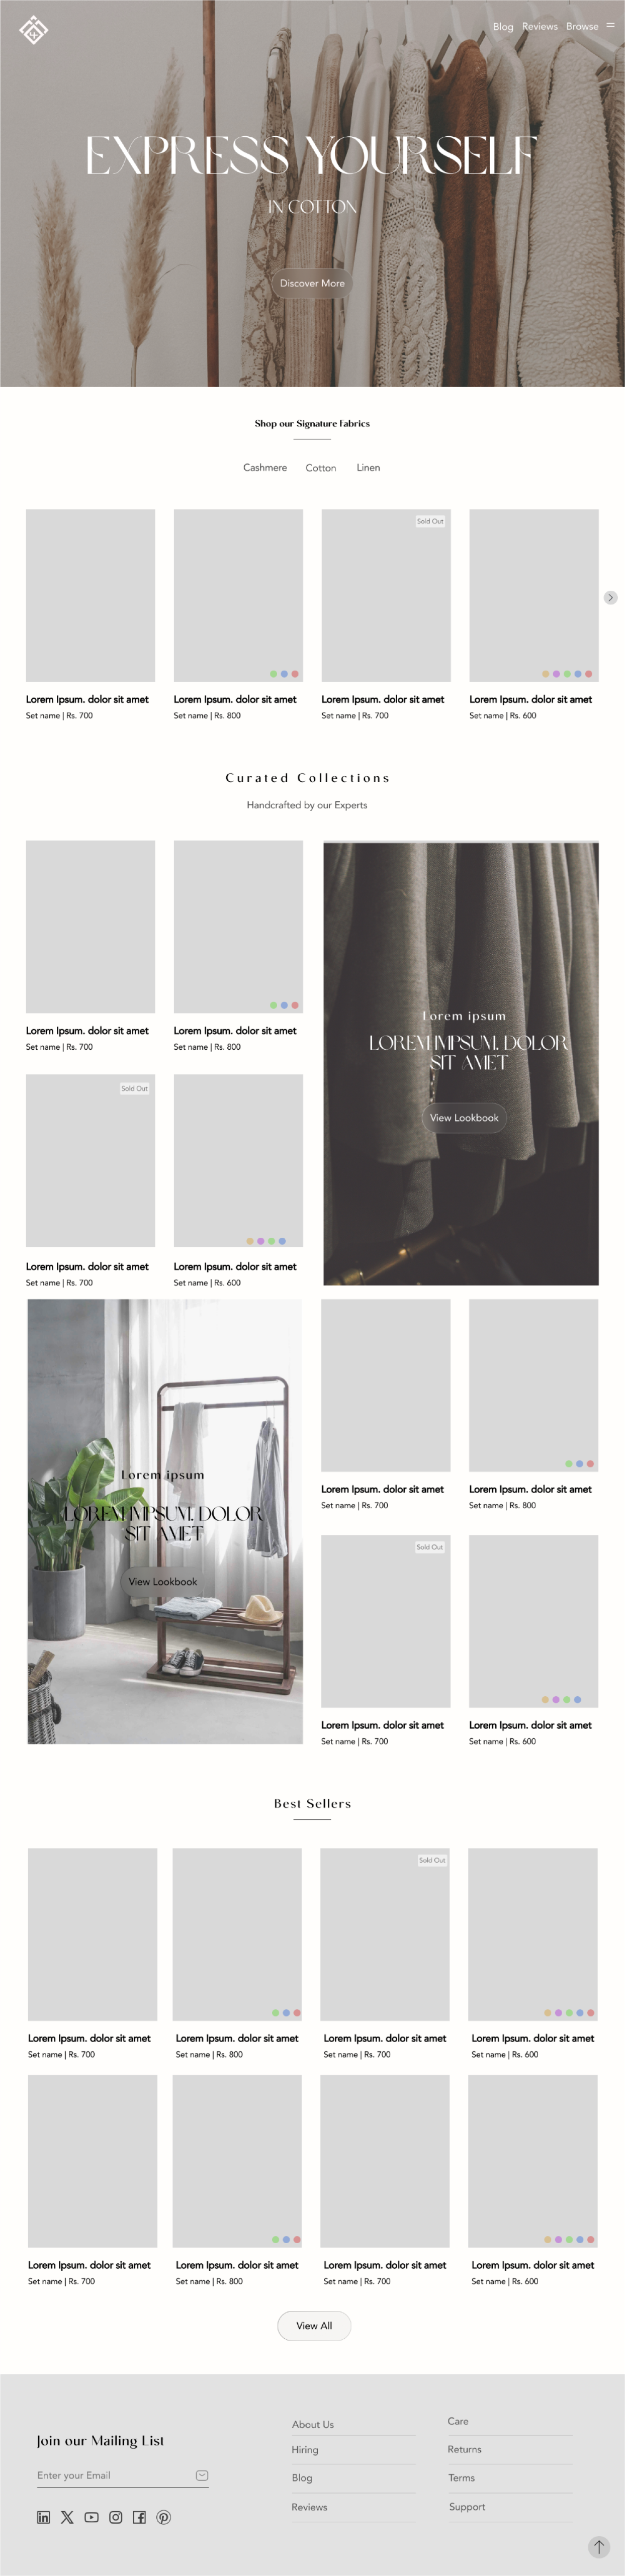 Blog Reviews Browse
EXPRESS YOURSELF
IN COTTON
Discover More
Shop our Signature Fabrics
Cashmere Cotton Linen
Sold Out
Lorem Ipsum. dolor sit amet Lorem Ipsum. dolor sit amet Lorem Ipsum. dolor sit amet Lorem Ipsum. dolor sit amet
Set name | Rs. 700 Set name | Rs. 800 Set name | Rs. 700 Set name | Rs. 600
Curated Collections
Handcrafted by our Experts
Lorem Ipsum. dolor sit amet Lorem Ipsum. dolor sit amet
Set name | Rs. 700 Set name | Rs. 800
Sold Out
Lorem Ipsum. dolor sit amet Lorem Ipsum. dolor sit amet
Set name | Rs. 700 Set name | Rs. 600
Lorem ipsum
LOREM IMPSUM. DOLOR
SIT AMET
View Lookbook
Lorem ipsum
LOREM IMPSUM. DOLOR
SIT AMET
View Lookbook
Lorem Ipsum. dolor sit amet Lorem Ipsum. dolor sit amet
Set name | Rs. 700 Set name | Rs. 800
Sold Out
Lorem Ipsum. dolor sit amet Lorem Ipsum. dolor sit amet
Set name | Rs. 700 Set name | Rs. 600
Best Sellers
Sold Out
Lorem Ipsum. dolor sit amet Lorem Ipsum. dolor sit amet Lorem Ipsum. dolor sit amet Lorem Ipsum. dolor sit amet
Set name | Rs. 700 Set name | Rs. 800 Set name | Rs. 700 Set name | Rs. 600
Lorem Ipsum. dolor sit amet Lorem Ipsum. dolor sit amet Lorem Ipsum. dolor sit amet Lorem Ipsum. dolor sit amet
Set name | Rs. 700 Set name | Rs. 800 Set name | Rs. 700 Set name | Rs. 600
View All
Join our Mailing List
Enter your Email
About Us
Hiring
Blog
Reviews
Care
Returns
Terms
Support